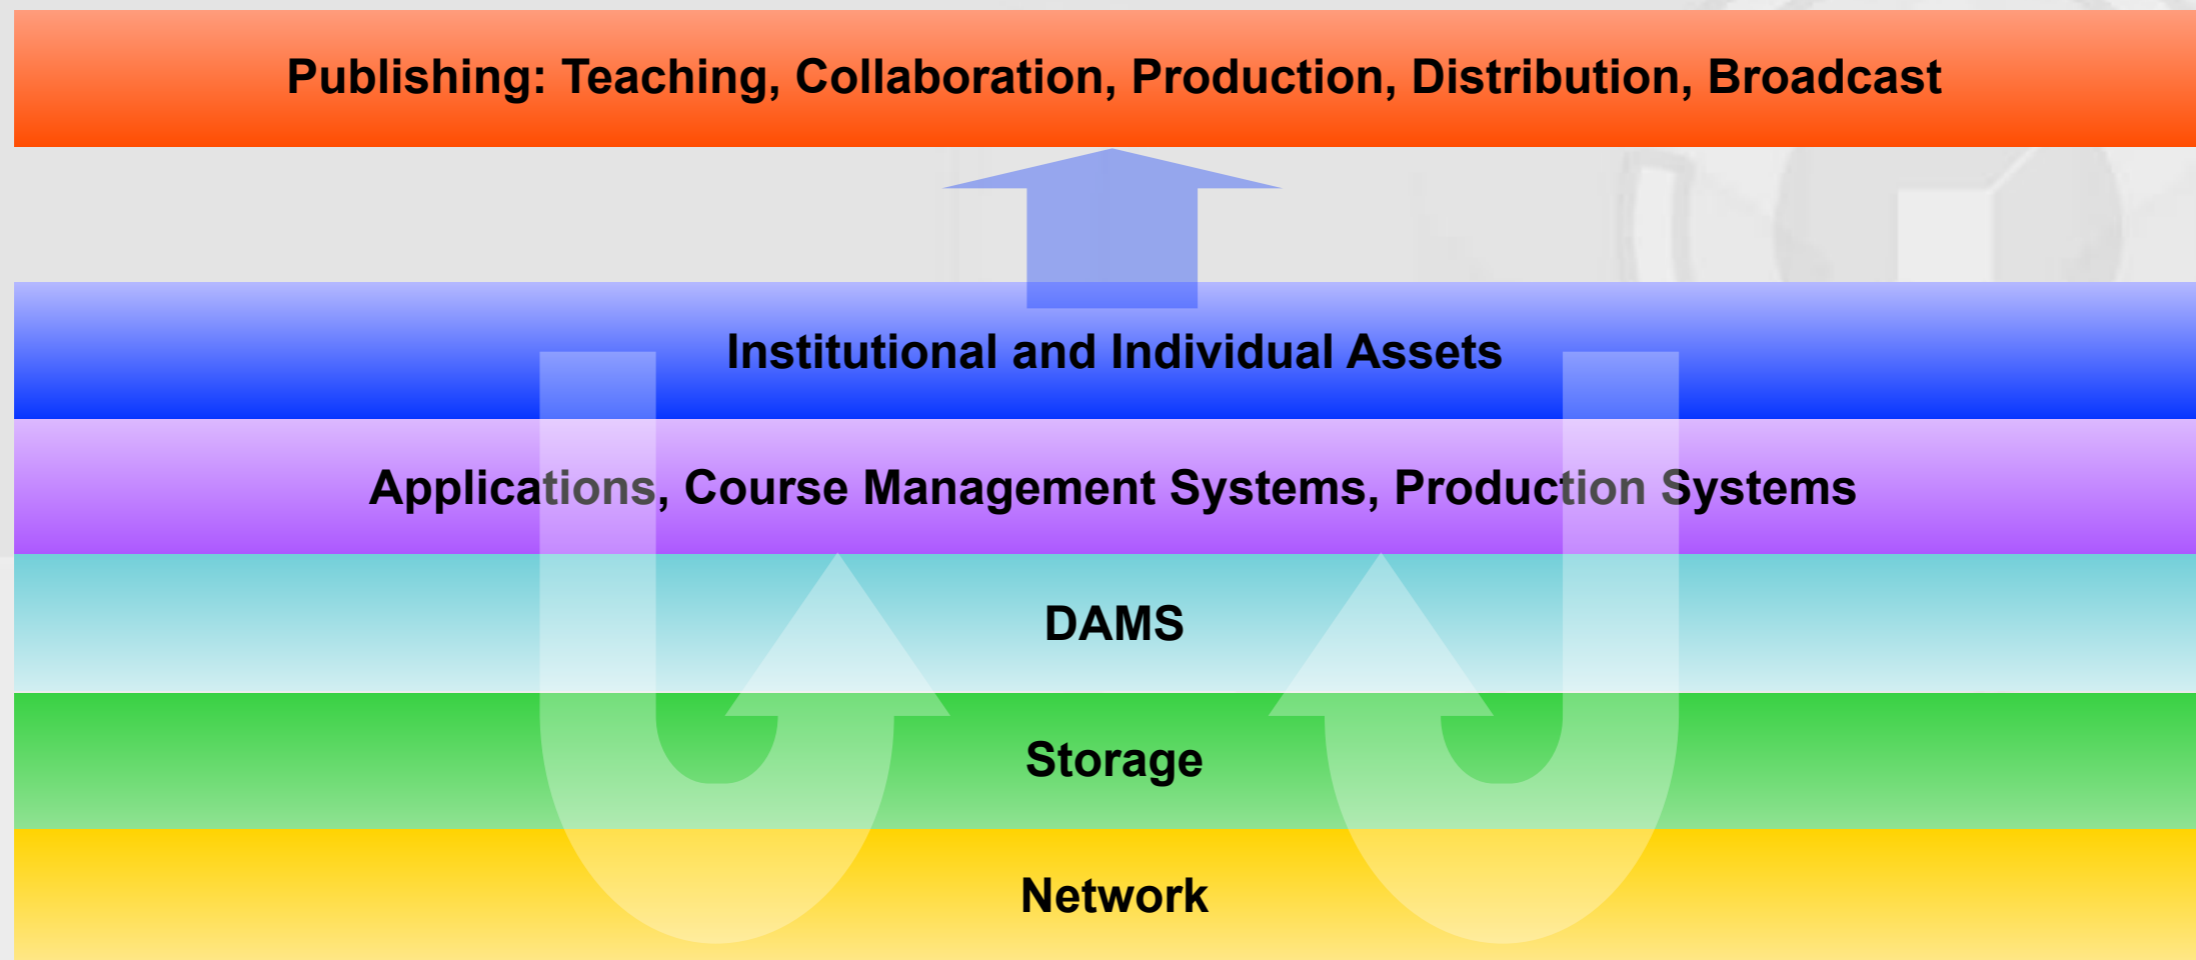 Publishing: Teaching, Collaboration, Production, Distribution, Broadcast
Institutional and Individual Assets
Applications, Course Management Systems, Production Systems
DAMS
Storage
Network